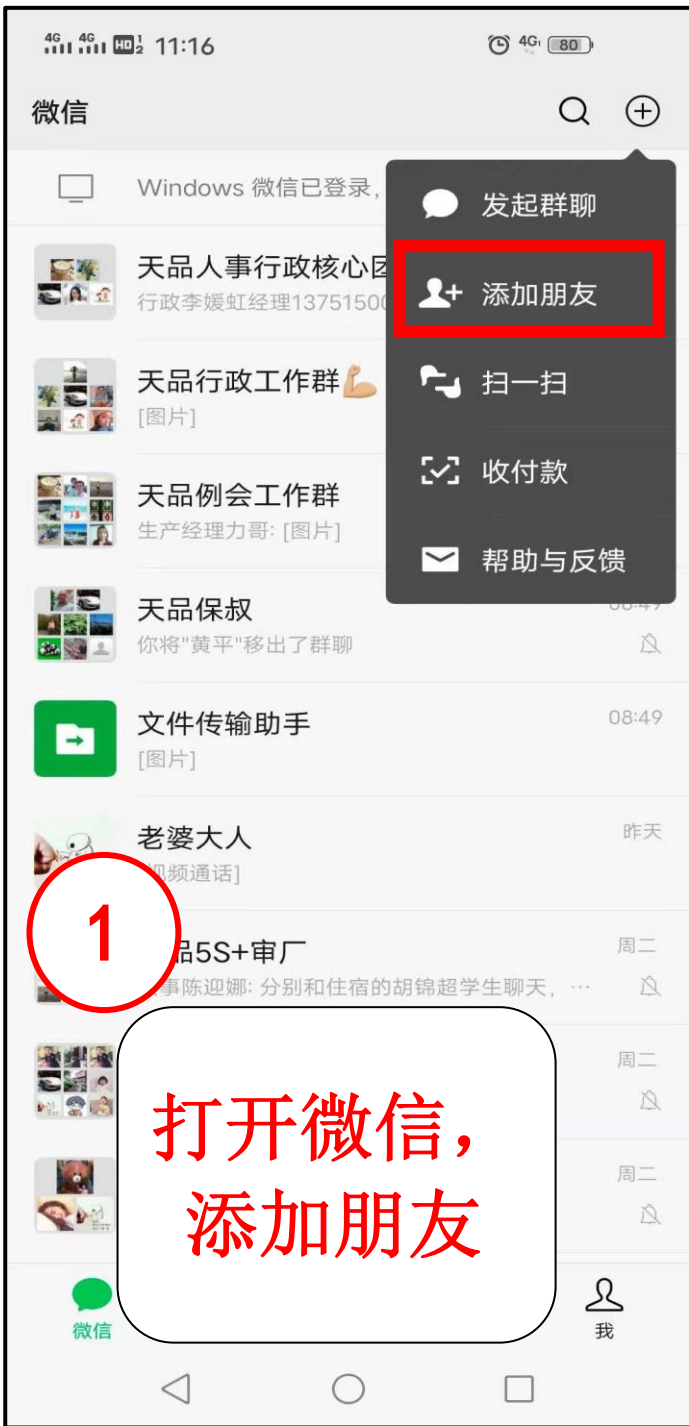 4G 4G HD 1 2 11:16 4G 80
微信
Windows 微信已登录,
发起群聊
天品人事行政核心团
行政李媛虹经理13751500
添加朋友
天品行政工作群
[图片]
扫一扫
天品例会工作群
生产经理力哥: [图片]
收付款
帮助与反馈
天品保叔 08:49
你将"黄平"移出了群聊
文件传输助手 08:49
[图片]
老婆大人 昨天
视频通话]
1
品5S+审厂 周二
事陈迎娜: 分别和住宿的胡锦超学生聊天, …
周二
打开微信，
添加朋友
周二
微信 我